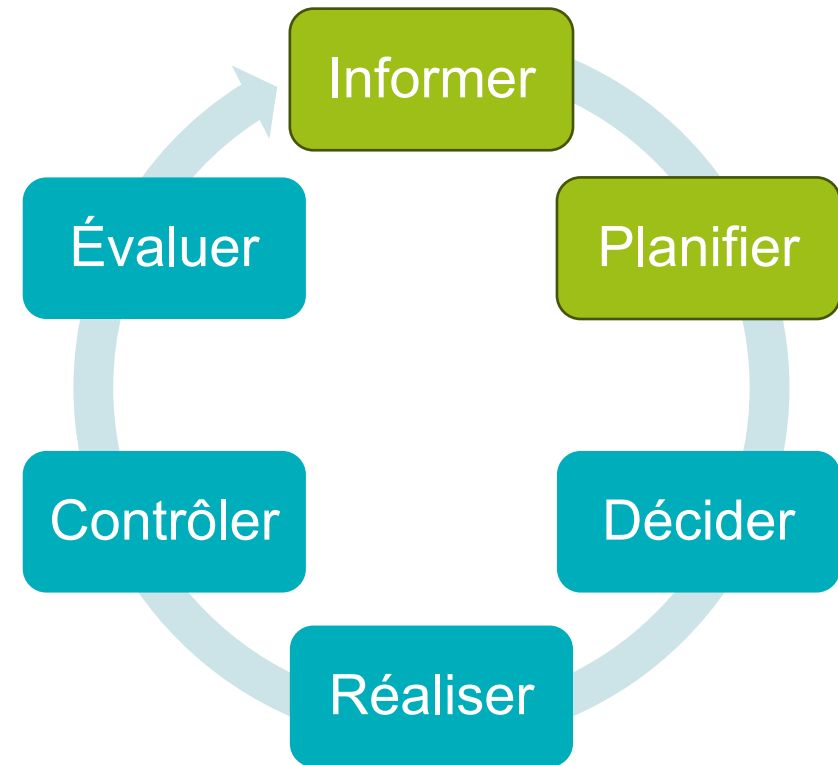 Informer
Planifier
Décider
Réaliser
Contrôler
Évaluer